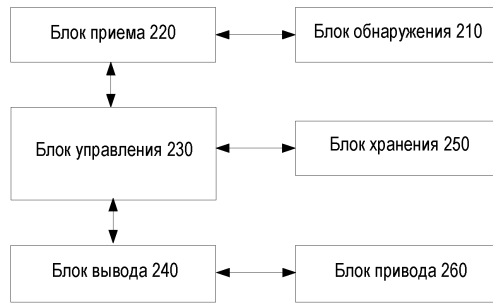 Блок приема 220
Блок обнаружения 210
Блок управления 230
Блок хранения 250
Блок вывода 240
Блок привода 260